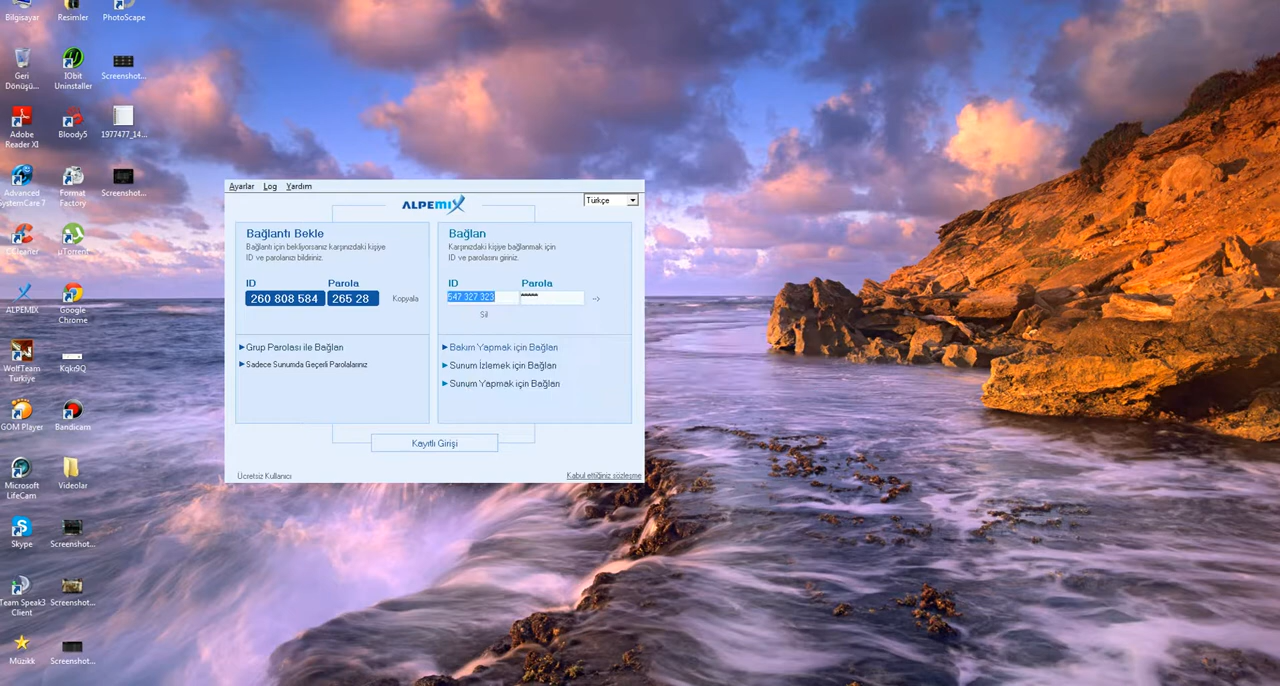 Bilgisayar
Resimler
PhotoScape
Geri
Dönüşü...
IObit
Uninstaller
Screenshot...
Adobe
Reader XI
Bloody5
1977477_14...
Advanced
SystemCare 7
Format
Factory
Screenshot...
CCleaner
µTorrent
ALPEMIX
Google
Chrome
WolfTeam
Türkiye
Kqkr9Q
GOM Player
Bandicam
Microsoft
LifeCam
Videolar
Skype
Screenshot...
Team Speak3
Client
Screenshot...
Müzikk
Screenshot...
Ayarlar Log Yardım
ALPEMIX
Türkçe
Bağlantı Bekle
Bağlantı için bekliyorsanız karşınızdaki kişiye
ID ve parolanızı bildiriniz.
ID Parola
260 808 584 265 28 Kopyala
Grup Parolası ile Bağlan
Sadece Sunumda Geçerli Parolalarınız
Bağlan
Karşınızdaki kişiye bağlanmak için
ID ve parolasını giriniz.
ID Parola
547 327 323 ***** -->
Sil
Bakım Yapmak için Bağlan
Sunum İzlemek için Bağlan
Sunum Yapmak için Bağlan
Kayıtlı Girişi
Ücretsiz Kullanıcı
Kabul ettiğiniz sözleşme